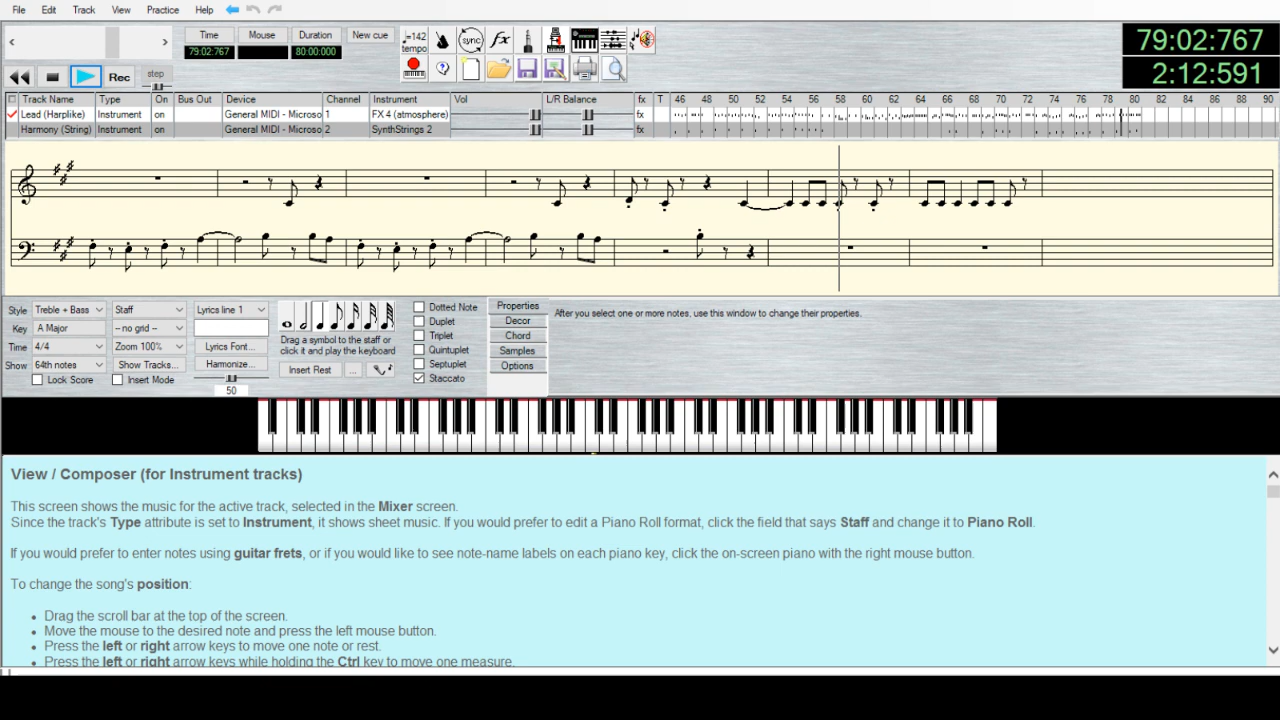 File Edit Track View Practice Help
Time Mouse Duration New cue
79:02:767 80:00:000
♩=142
tempo
sync fx
79:02:767
2:12:591
Rec step
Track Name Type On Bus Out Device Channel Instrument Vol L/R Balance fx T 46 48 50 52 54 56 58 60 62 64 66 68 70 72 74 76 78 80 82 84 86 88 90
Lead (Harplike) Instrument on General MIDI - Microso 1 FX 4 (atmosphere) fx
Harmony (String) Instrument on General MIDI - Microso 2 SynthStrings 2 fx
Style Treble + Bass Staff Lyrics line 1
Key A Major -- no grid --
Time 4/4 Zoom 100% Lyrics Font...
Show 64th notes Show Tracks... Harmonize...
Lock Score Insert Mode
50
Drag a symbol to the staff or
click it and play the keyboard
Insert Rest ...
Dotted Note
Duplet
Triplet
Quintuplet
Septuplet
Staccato
Properties
Decor
Chord
Samples
Options
After you select one or more notes, use this window to change their properties.
View / Composer (for Instrument tracks)
This screen shows the music for the active track, selected in the Mixer screen.
Since the track's Type attribute is set to Instrument, it shows sheet music. If you would prefer to edit a Piano Roll format, click the field that says Staff and change it to Piano Roll.
If you would prefer to enter notes using guitar frets, or if you would like to see note-name labels on each piano key, click the on-screen piano with the right mouse button.
To change the song's position:
• Drag the scroll bar at the top of the screen.
• Move the mouse to the desired note and press the left mouse button.
• Press the left or right arrow keys to move one note or rest.
• Press the left or right arrow keys while holding the Ctrl key to move one measure.